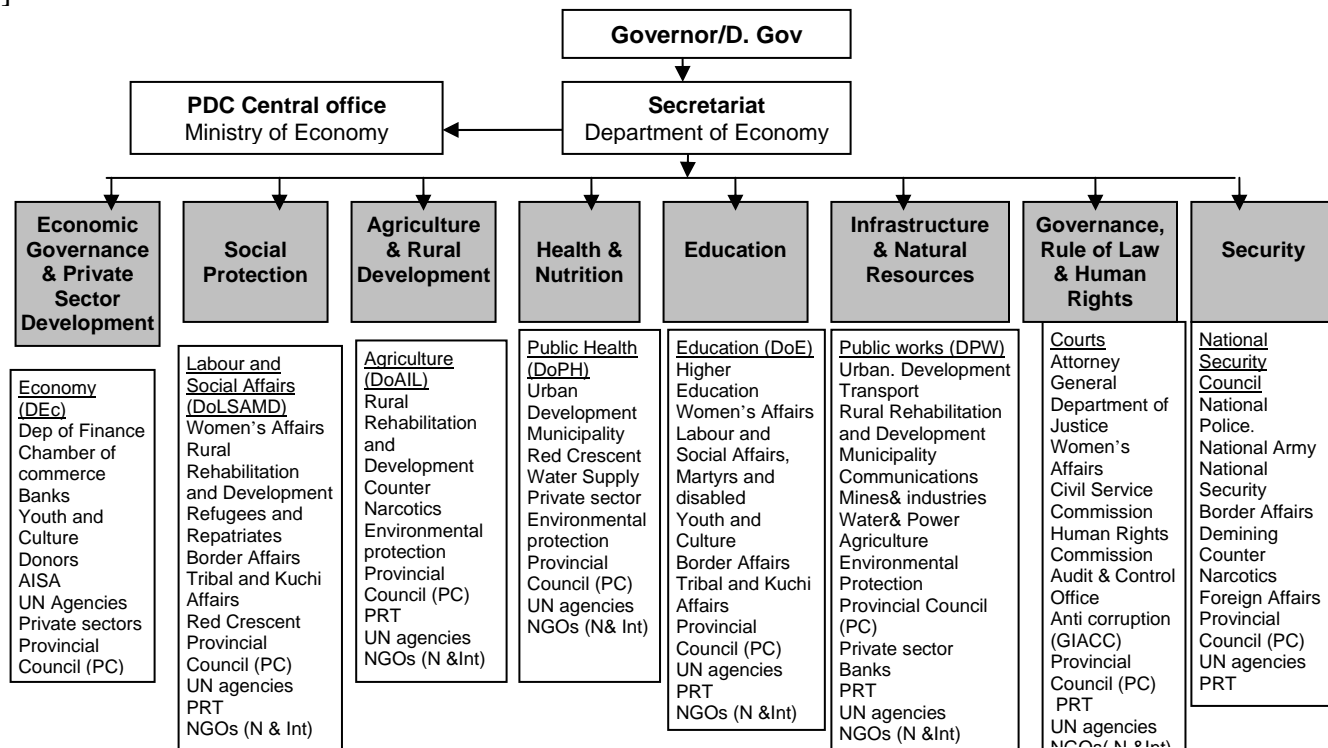 ]
Governor/D. Gov
PDC Central office
Ministry of Economy
Secretariat
Department of Economy
Economic
Governance
& Private
Sector
Development
Social
Protection
Agriculture
& Rural
Development
Health &
Nutrition
Education
Infrastructure
& Natural
Resources
Governance,
Rule of Law
& Human
Rights
Security
Economy
(DEc)
Dep of Finance
Chamber of
commerce
Banks
Youth and
Culture
Donors
AISA
UN Agencies
Private sectors
Provincial
Council (PC)
Labour and
Social Affairs
(DoLSAMD)
Women's Affairs
Rural
Rehabilitation
and Development
Refugees and
Repatriates
Border Affairs
Tribal and Kuchi
Affairs
Red Crescent
Provincial
Council (PC)
UN agencies
PRT
NGOs (N & Int)
Agriculture
(DoAIL)
Rural
Rehabilitation
and
Development
Counter
Narcotics
Environmental
protection
Provincial
Council (PC)
PRT
UN agencies
NGOs (N &Int)
Public Health
(DoPH)
Urban
Development
Municipality
Red Crescent
Water Supply
Private sector
Environmental
protection
Provincial
Council (PC)
UN agencies
NGOs (N& Int)
Education (DoE)
Higher
Education
Women's Affairs
Labour and
Social Affairs,
Martyrs and
disabled
Youth and
Culture
Border Affairs
Tribal and Kuchi
Affairs
Provincial
Council (PC)
UN agencies
PRT
NGOs (N &Int)
Public works (DPW)
Urban. Development
Transport
Rural Rehabilitation
and Development
Municipality
Communications
Mines& industries
Water& Power
Agriculture
Environmental
Protection
Provincial Council
(PC)
Private sector
Banks
PRT
UN agencies
NGOs (N &Int)
Courts
Attorney
General
Department of
Justice
Women's
Affairs
Civil Service
Commission
Human Rights
Commission
Audit & Control
Office
Anti corruption
(GIACC)
Provincial
Council (PC)
PRT
UN agencies
NGOs( N &Int)
National
Security
Council
National
Police.
National Army
National
Security
Border Affairs
Demining
Counter
Narcotics
Foreign Affairs
Provincial
Council (PC)
UN agencies
PRT